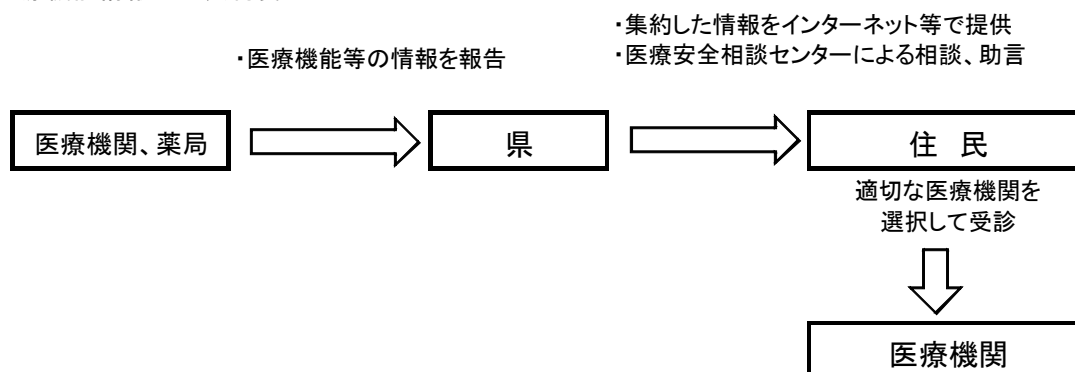 ・集約した情報をインターネット等で提供
・医療機能等の情報を報告
・医療安全相談センターによる相談、助言
医療機関、薬局
県
住 民
適切な医療機関を
選択して受診
医療機関